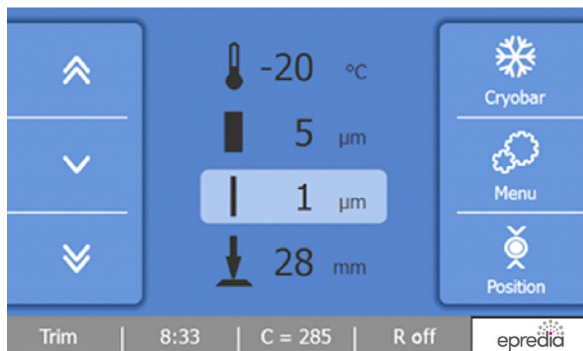 -20 °C
Cryobar
5 µm
Menu
1 µm
28 mm
Position
Trim | 8:33 | C = 285 | R off
epredia